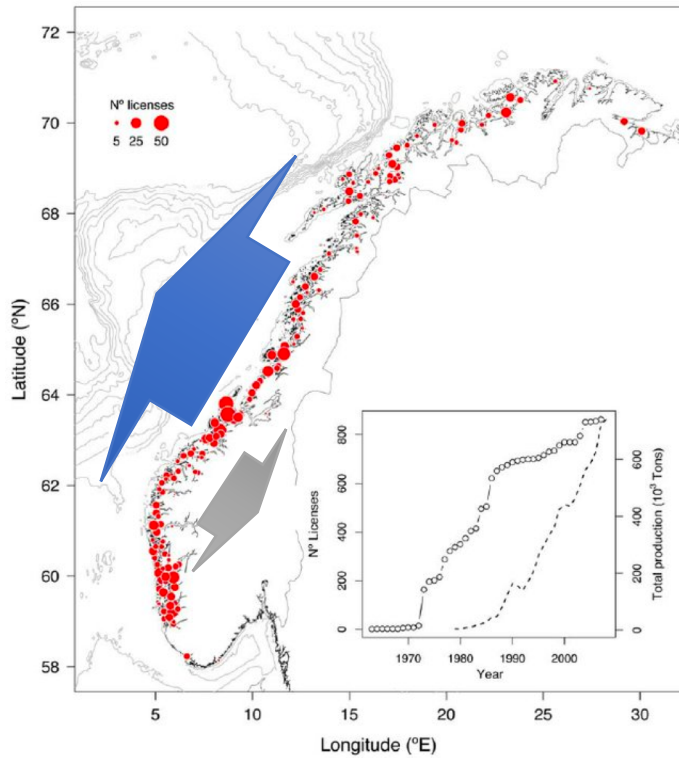 Nº licenses
5 25 50
72
70
68
66
64
62
60
58
Latitude (ºN)
5 10 15 20 25 30
Longitude (ºE)
800
600
400
200
0
Nº Licenses
600
400
200
0
Total production (10³ Tons)
1970 1980 1990 2000
Year